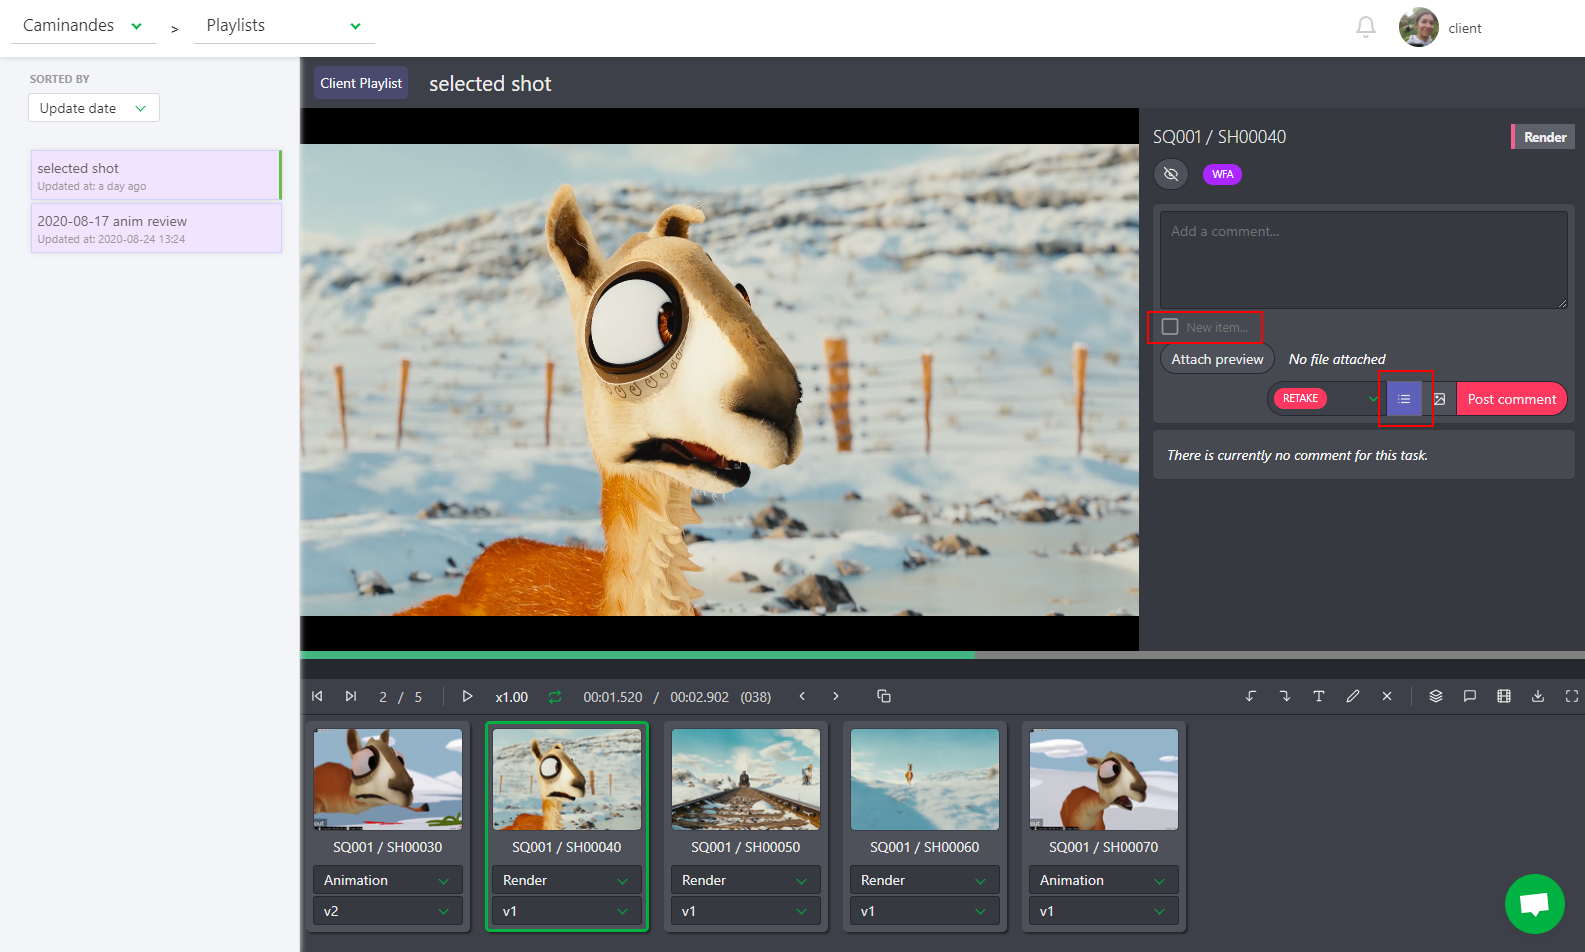 Caminandes > Playlists
client
SORTED BY
Update date
selected shot
Updated at: a day ago
2020-08-17 anim review
Updated at: 2020-08-24 13:24
Client Playlist selected shot
SQ001 / SH00040 Render
WFA
Add a comment...
New item...
Attach preview No file attached
RETAKE Post comment
There is currently no comment for this task.
2 / 5 x1.00 00:01.520 / 00:02.902 (038)
SQ001 / SH00030 SQ001 / SH00040 SQ001 / SH00050 SQ001 / SH00060 SQ001 / SH00070
Animation Render Render Render Animation
v2 v1 v1 v1 v1